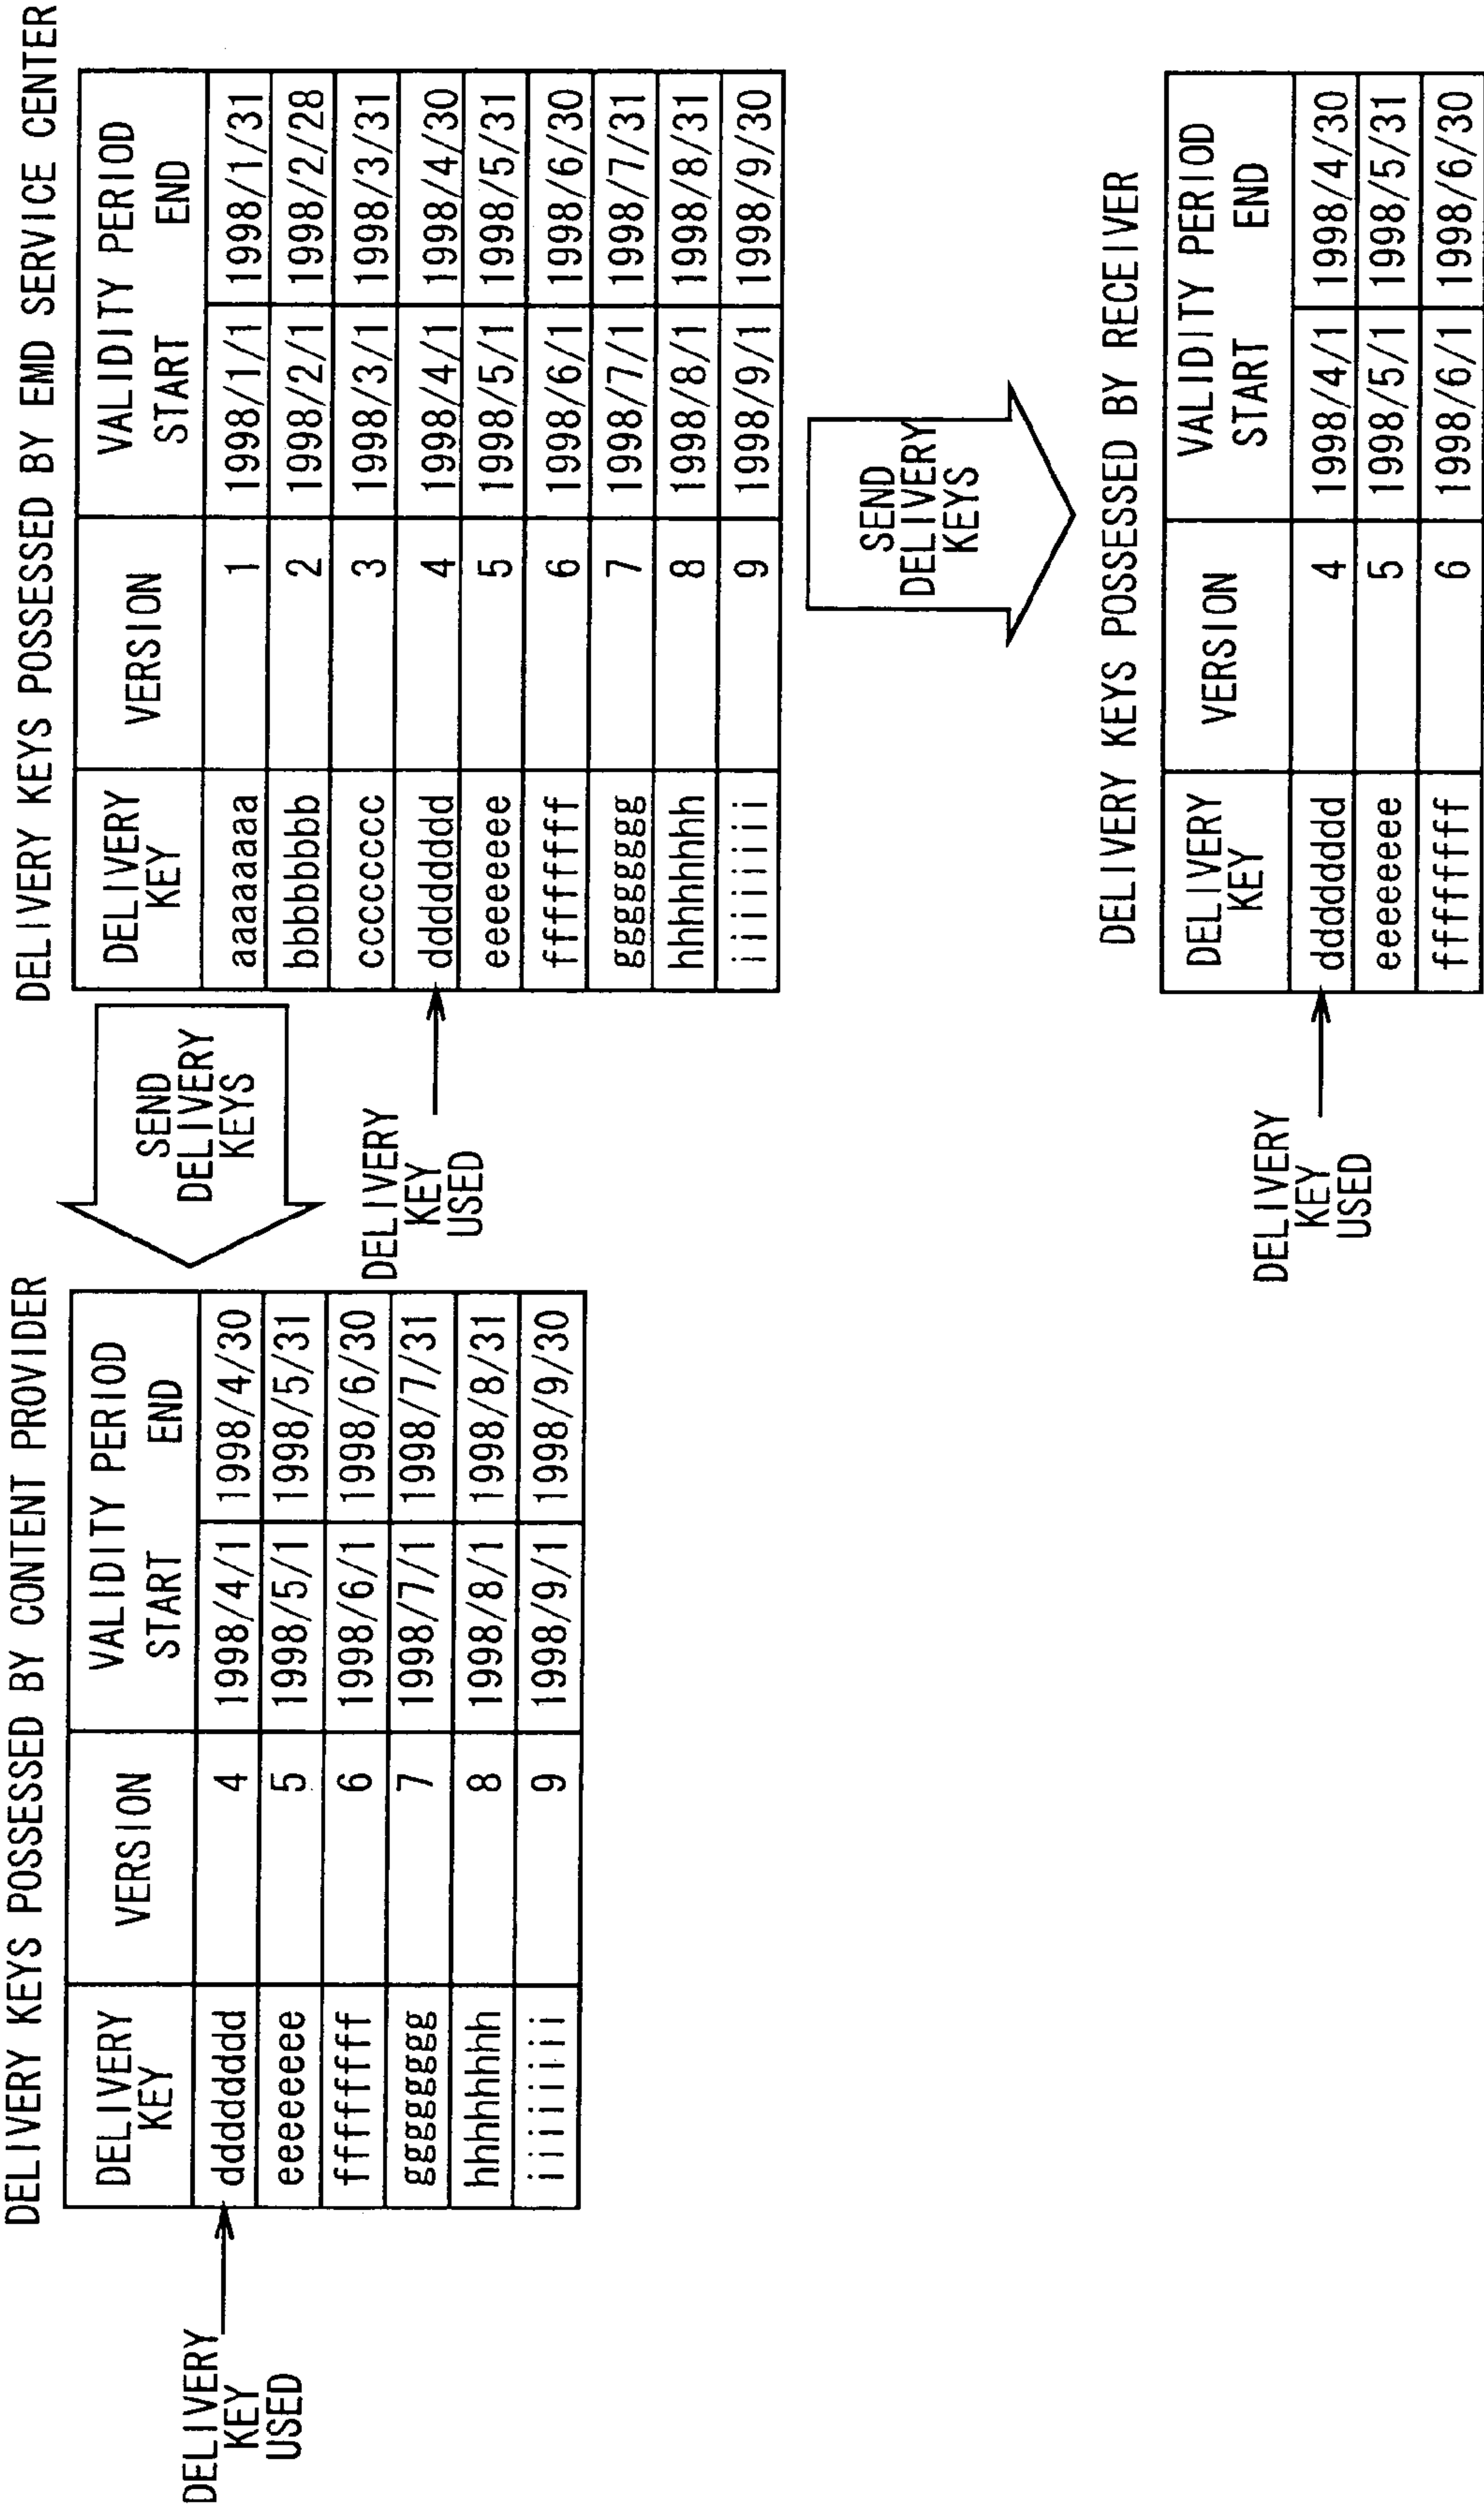 DELIVERY KEYS POSSESSED BY CONTENT PROVIDER
DELIVERY
KEY
VERSION
VALIDITY PERIOD
START END
dddddddd 4 1998/4/1 1998/4/30
eeeeeeee 5 1998/5/1 1998/5/31
ffffffff 6 1998/6/1 1998/6/30
gggggggg 7 1998/7/1 1998/7/31
hhhhhhhh 8 1998/8/1 1998/8/31
iiiiiiii 9 1998/9/1 1998/9/30
DELIVERY
KEY
USED
SEND
DELIVERY
KEYS
DELIVERY KEYS POSSESSED BY EMD SERVICE CENTER
DELIVERY
KEY
VERSION
VALIDITY PERIOD
START END
aaaaaaaa 1 1998/1/1 1998/1/31
bbbbbbbb 2 1998/2/1 1998/2/28
cccccccc 3 1998/3/1 1998/3/31
dddddddd 4 1998/4/1 1998/4/30
eeeeeeee 5 1998/5/1 1998/5/31
ffffffff 6 1998/6/1 1998/6/30
gggggggg 7 1998/7/1 1998/7/31
hhhhhhhh 8 1998/8/1 1998/8/31
iiiiiiii 9 1998/9/1 1998/9/30
DELIVERY
KEY
USED
SEND
DELIVERY
KEYS
DELIVERY KEYS POSSESSED BY RECEIVER
DELIVERY
KEY
VERSION
VALIDITY PERIOD
START END
dddddddd 4 1998/4/1 1998/4/30
eeeeeeee 5 1998/5/1 1998/5/31
ffffffff 6 1998/6/1 1998/6/30
DELIVERY
KEY
USED